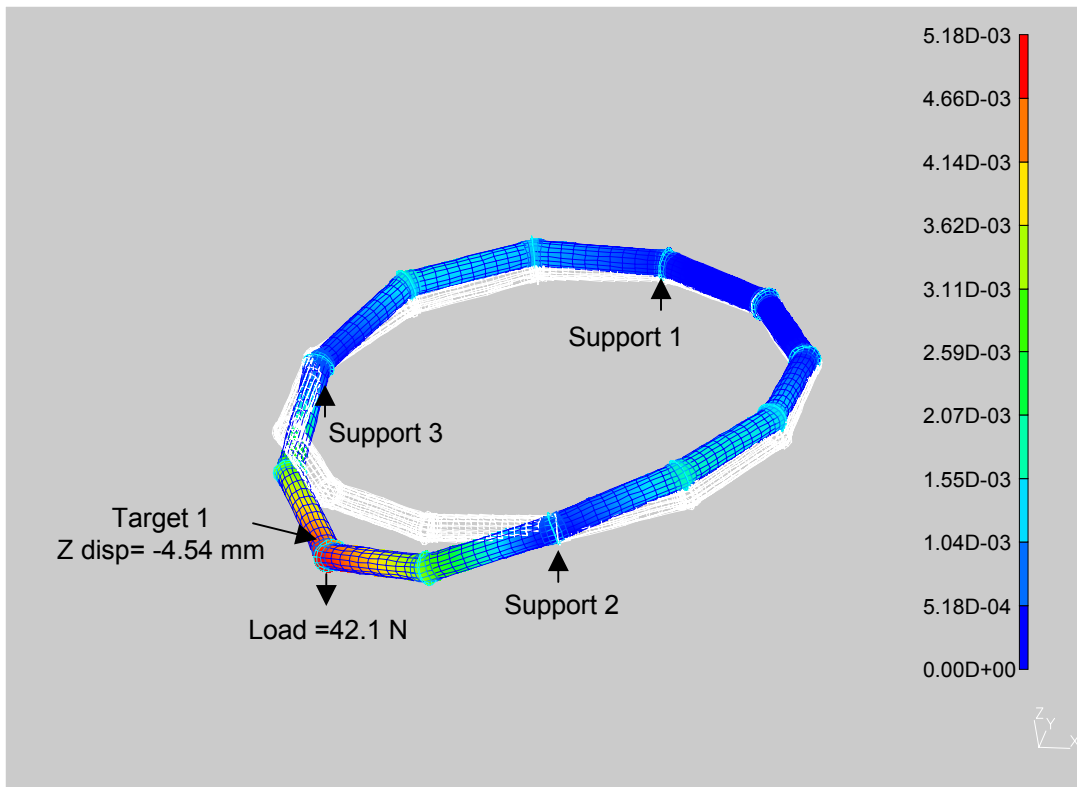 5.18D-03
4.66D-03
4.14D-03
3.62D-03
3.11D-03
2.59D-03
2.07D-03
1.55D-03
1.04D-03
5.18D-04
0.00D+00
Support 1
Support 3
Target 1
Z disp= -4.54 mm
Support 2
Load =42.1 N
Z
Y
X